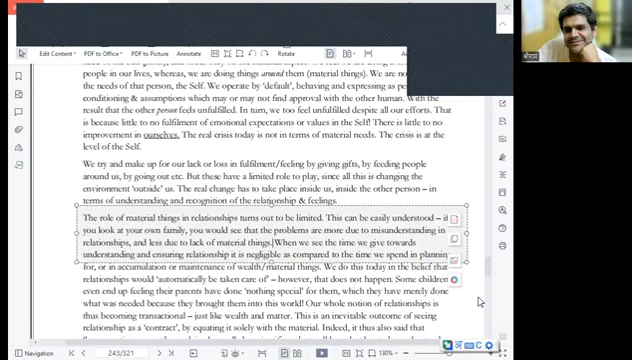 Edit Content
PDF to Office
PDF to Picture
Annotate
Rotate
Au
people in our lives, whereas, we are doing things around them (material things). We are no
the needs of that person, the Self. We operate by 'default', behaving and expressing as pe
conditioning & assumptions which may or may not find approval with the other human. With the
result that the other person feels unfulfilled. In turn, we too feel unfulfilled despite all our efforts. That
is because little to no fulfilment of emotional expectations or values in the Self! There is little to no
improvement in ourselves. The real crisis today is not in terms of material needs. The crisis is at the
level of the Self.
We try and make up for our lack or loss in fulfilment/feeling by giving gifts, by feeding people
around us, by going out etc. But these have a limited role to play, since all this is changing the
environment 'outside' us. The real change has to take place inside us, inside the other person – in
terms of understanding and recognition of the relationship & feelings.
The role of material things in relationships turns out to be limited. This can be easily understood – if
you look at your own family, you would see that the problems are more due to misunderstanding in
relationships, and less due to lack of material things. When we see the time we give towards
understanding and ensuring relationship it is negligible as compared to the time we spend in planning
for, or in accumulation or maintenance of wealth/material things. We do this today in the belief that
relationships would 'automatically be taken care of' – however, that does not happen. Some children
even end up feeling their parents have done 'nothing special' for them, which they have merely done
what was needed because they brought them into this world! Our whole notion of relationships is
thus becoming transactional – just like wealth and matter. This is an inevitable outcome of seeing
relationship as a 'contract', by equating it solely with the material. Indeed, it thus also said that
Navigation
243/321
130%
श्रीराम